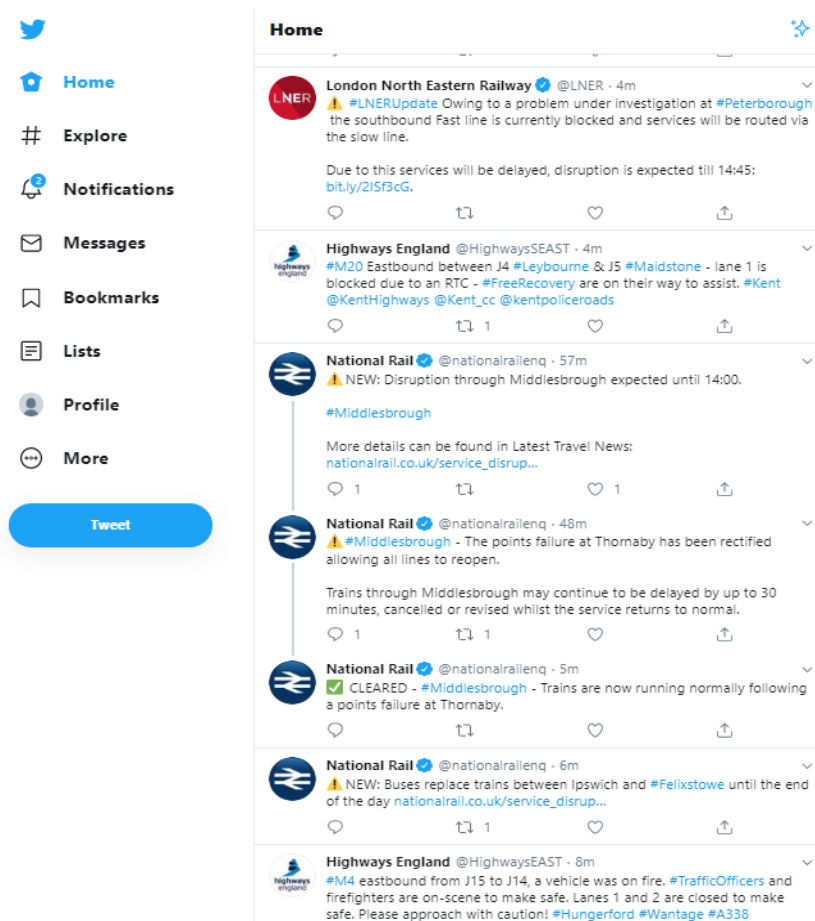 Home
Home
Explore
2
Notifications
Messages
Bookmarks
Lists
Profile
More
Tweet
LNER
London North Eastern Railway @LNER · 4m
⚠ #LNERUpdate Owing to a problem under investigation at #Peterborough
the southbound Fast line is currently blocked and services will be routed via
the slow line.
Due to this services will be delayed, disruption is expected till 14:45:
bit.ly/2ISf3cG.
highways
england
Highways England @HighwaysSEAST · 4m
#M20 Eastbound between J4 #Leybourne & J5 #Maidstone - lane 1 is
blocked due to an RTC - #FreeRecovery are on their way to assist. #Kent
@KentHighways @Kent_cc @kentpoliceroads
1
National Rail @nationalrailenq · 57m
⚠ NEW: Disruption through Middlesbrough expected until 14:00.
#Middlesbrough
More details can be found in Latest Travel News:
nationalrail.co.uk/service_disrup...
1 1
National Rail @nationalrailenq · 48m
⚠ #Middlesbrough - The points failure at Thornaby has been rectified
allowing all lines to reopen.
Trains through Middlesbrough may continue to be delayed by up to 30
minutes, cancelled or revised whilst the service returns to normal.
1 1
National Rail @nationalrailenq · 5m
✅ CLEARED - #Middlesbrough - Trains are now running normally following
a points failure at Thornaby.
National Rail @nationalrailenq · 6m
⚠ NEW: Buses replace trains between Ipswich and #Felixstowe until the end
of the day nationalrail.co.uk/service_disrup...
1
highways
england
Highways England @HighwaysEAST · 8m
#M4 eastbound from J15 to J14, a vehicle was on fire. #TrafficOfficers and
firefighters are on-scene to make safe. Lanes 1 and 2 are closed to make
safe. Please approach with caution! #Hungerford #Wantage #A338